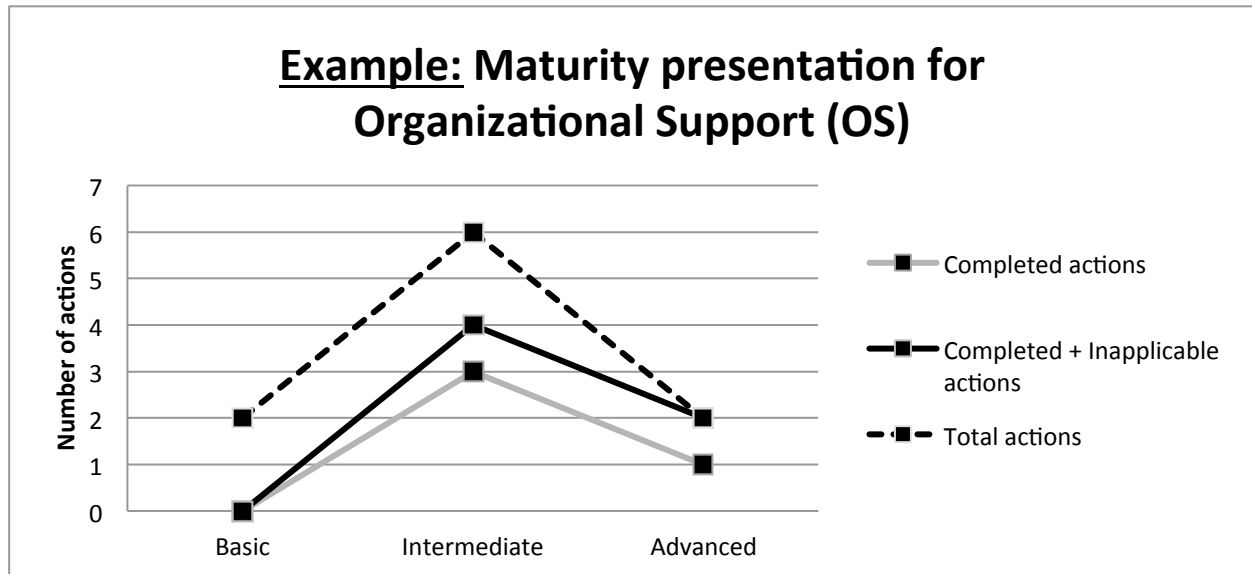 Example: Maturity presentation for
Organizational Support (OS)
7
6
5
4
3
2
1
0
Number of actions
Basic
Intermediate
Advanced
Completed actions
Completed + Inapplicable
actions
Total actions